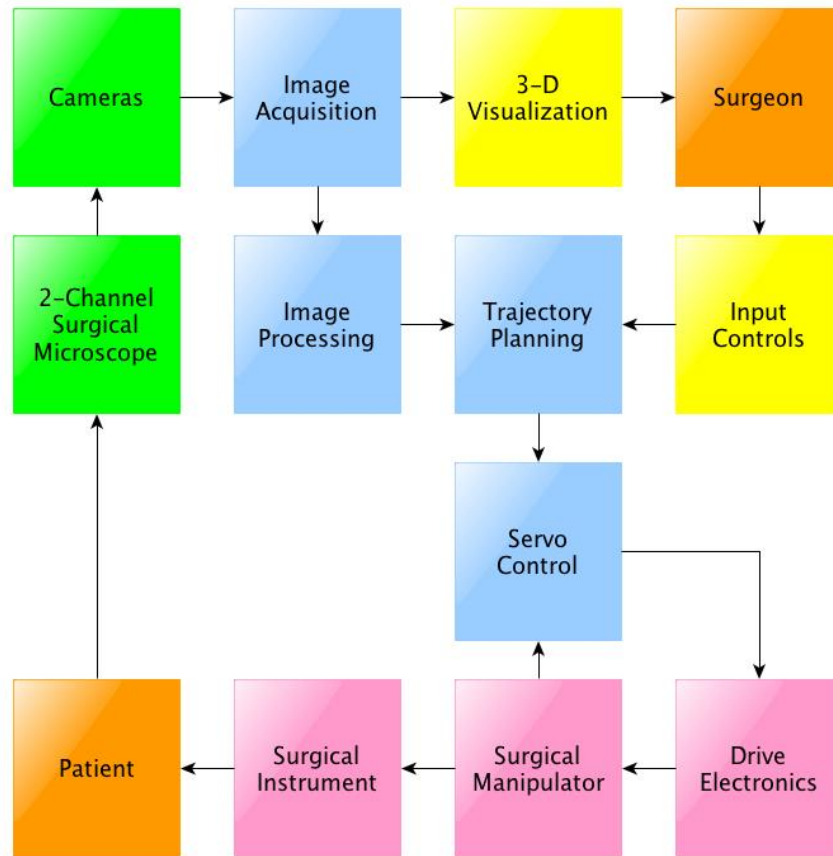 Cameras
Image
Acquisition
3-D
Visualization
Surgeon
2-Channel
Surgical
Microscope
Image
Processing
Trajectory
Planning
Input
Controls
Servo
Control
Patient
Surgical
Instrument
Surgical
Manipulator
Drive
Electronics